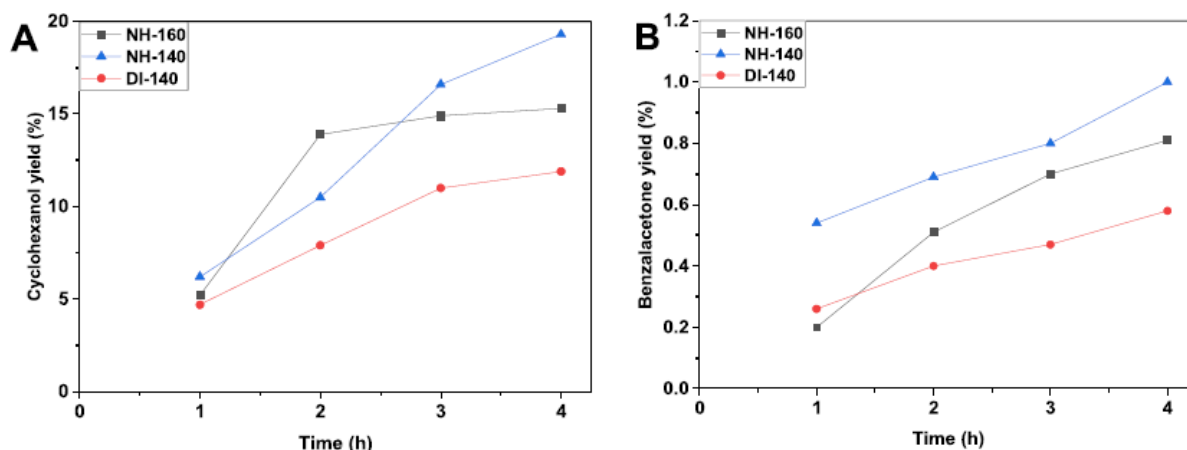 A
NH-160
NH-140
DI-140
Cyclohexanol yield (%)
20
15
10
5
0
0 1 2 3 4
Time (h)
B
NH-160
NH-140
DI-140
Benzalacetone yield (%)
1.2
1.0
0.8
0.6
0.4
0.2
0.0
0 1 2 3 4
Time (h)